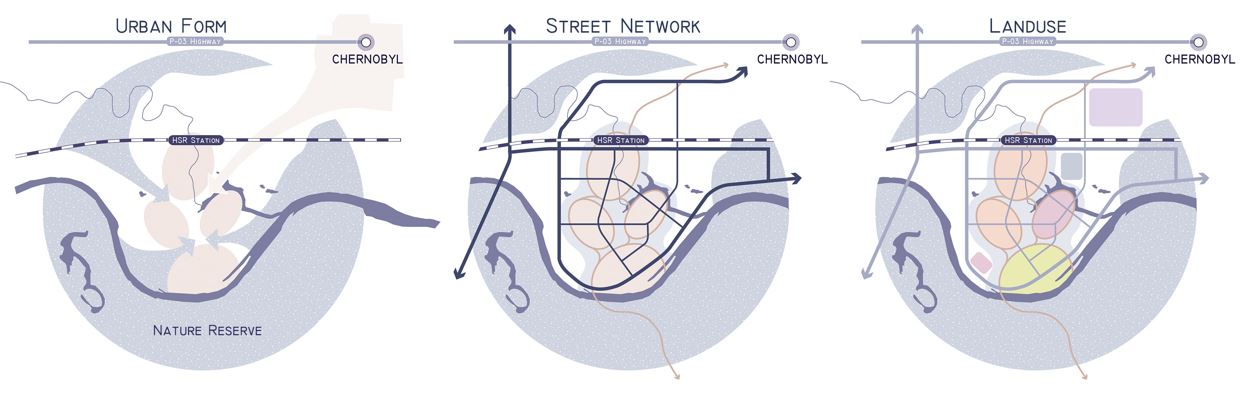 Urban Form
P-03 Highway
CHERNOBYL
HSR Station
Nature Reserve
Street Network
P-03 Highway
CHERNOBYL
HSR Station
Landuse
P-03 Highway
CHERNOBYL
HSR Station